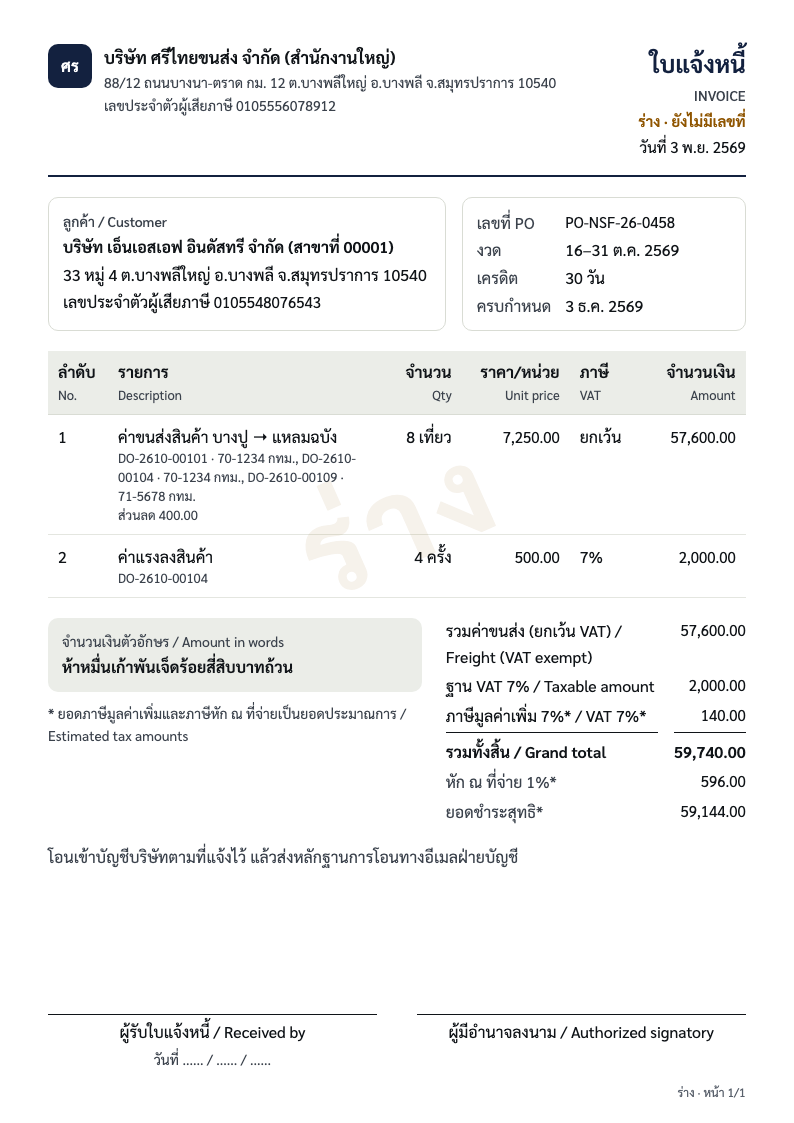 ศร
บริษัท ศรีไทยขนส่ง จำกัด (สำนักงานใหญ่)
88/12 ถนนบางนา-ตราด กม. 12 ต.บางพลีใหญ่ อ.บางพลี จ.สมุทรปราการ 10540
เลขประจำตัวผู้เสียภาษี 0105556078912
ใบแจ้งหนี้
INVOICE
ร่าง · ยังไม่มีเลขที่
วันที่ 3 พ.ย. 2569
ลูกค้า / Customer
บริษัท เอ็นเอสเอฟ อินดัสทรี จำกัด (สาขาที่ 00001)
33 หมู่ 4 ต.บางพลีใหญ่ อ.บางพลี จ.สมุทรปราการ 10540
เลขประจำตัวผู้เสียภาษี 0105548076543
เลขที่ PO PO-NSF-26-0458
งวด 16–31 ต.ค. 2569
เครดิต 30 วัน
ครบกำหนด 3 ธ.ค. 2569
ลำดับ รายการ จำนวน ราคา/หน่วย ภาษี จำนวนเงิน
No. Description Qty Unit price VAT Amount
1 ค่าขนส่งสินค้า บางปู → แหลมฉบัง 8 เที่ยว 7,250.00 ยกเว้น 57,600.00
DO-2610-00101 · 70-1234 กทม., DO-2610-
00104 · 70-1234 กทม., DO-2610-00109 ·
71-5678 กทม.
ส่วนลด 400.00
ร่าง
2 ค่าแรงลงสินค้า 4 ครั้ง 500.00 7% 2,000.00
DO-2610-00104
จำนวนเงินตัวอักษร / Amount in words
ห้าหมื่นเก้าพันเจ็ดร้อยสี่สิบบาทถ้วน
* ยอดภาษีมูลค่าเพิ่มและภาษีหัก ณ ที่จ่ายเป็นยอดประมาณการ /
Estimated tax amounts
รวมค่าขนส่ง (ยกเว้น VAT) / 57,600.00
Freight (VAT exempt)
ฐาน VAT 7% / Taxable amount 2,000.00
ภาษีมูลค่าเพิ่ม 7%* / VAT 7%* 140.00
รวมทั้งสิ้น / Grand total 59,740.00
หัก ณ ที่จ่าย 1%* 596.00
ยอดชำระสุทธิ* 59,144.00
โอนเข้าบัญชีบริษัทตามที่แจ้งไว้ แล้วส่งหลักฐานการโอนทางอีเมลฝ่ายบัญชี
ผู้รับใบแจ้งหนี้ / Received by
วันที่ ...... / ...... / ......
ผู้มีอำนาจลงนาม / Authorized signatory
ร่าง · หน้า 1/1